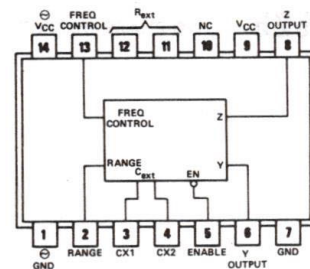 ⊖ VCC FREQ CONTROL Rext NC VCC Z OUTPUT
14 13 12 11 10 9 8
FREQ CONTROL Z
RANGE Cext EN Y
1 2 3 4 5 6 7
⊖ GND RANGE CX1 CX2 ENABLE Y OUTPUT GND